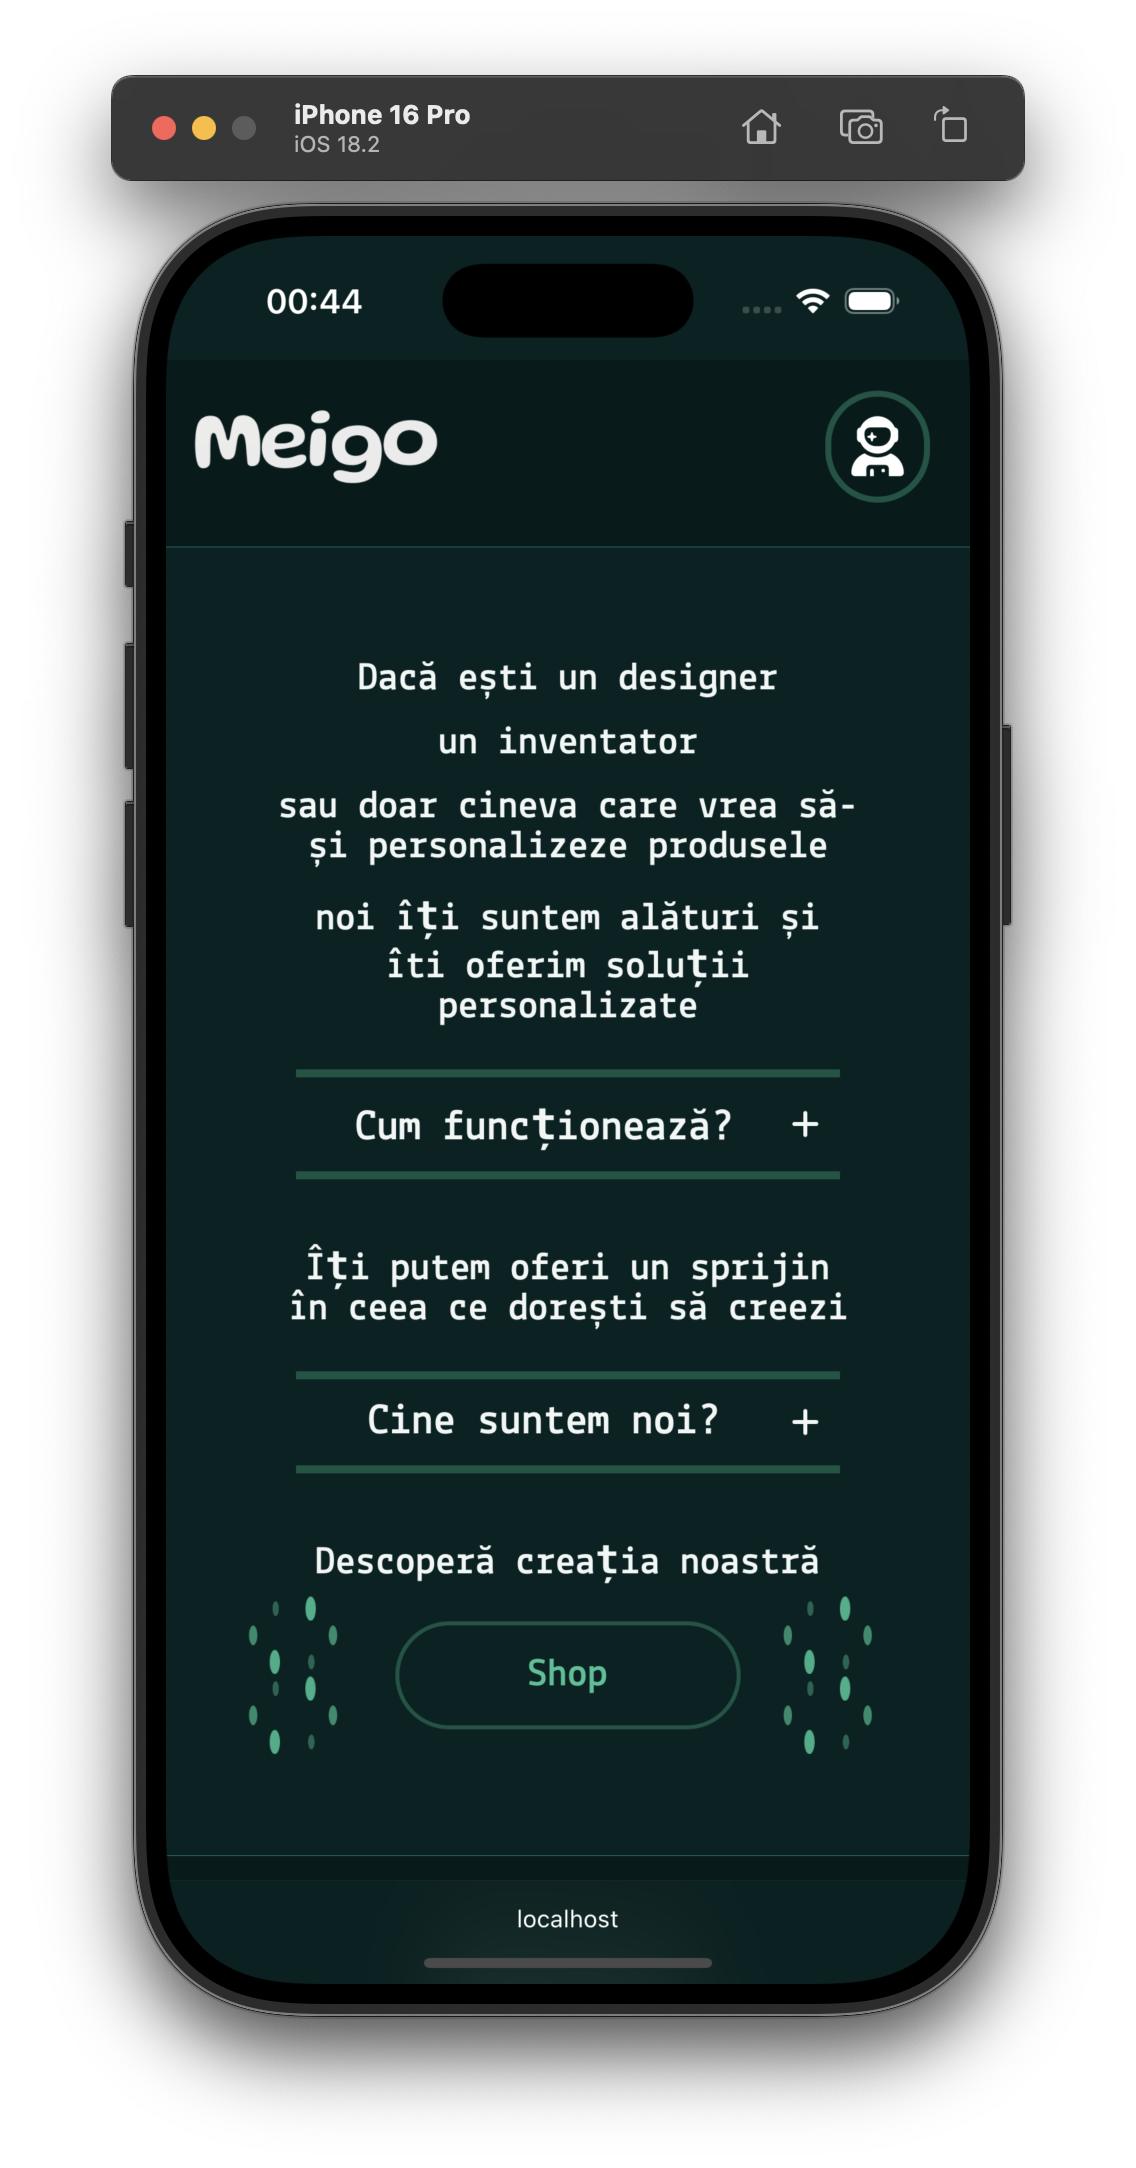 iPhone 16 Pro
iOS 18.2
00:44
Meigo
Dacă ești un designer
un inventator
sau doar cineva care vrea să-
și personalizeze produsele
noi îți suntem alături și
îti oferim soluții
personalizate
Cum funcționează? +
Îți putem oferi un sprijin
în ceea ce dorești să creezi
Cine suntem noi? +
Descoperă creația noastră
Shop
localhost